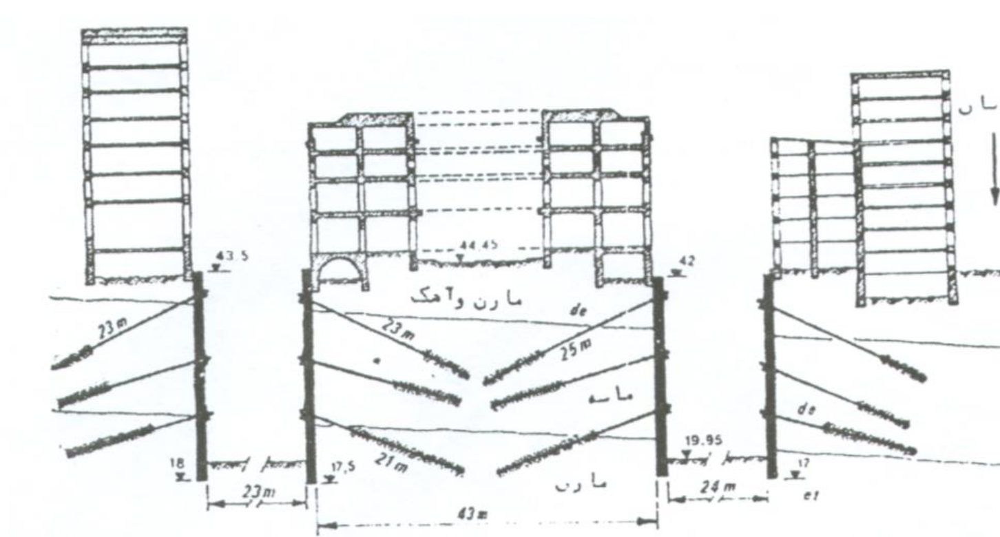 43.5
44.45
42
مارن وآهک
de
23m
23m
25m
ماسه
de
21m
19.95
18
17,5
مارن
17
23m
24m
et
43m